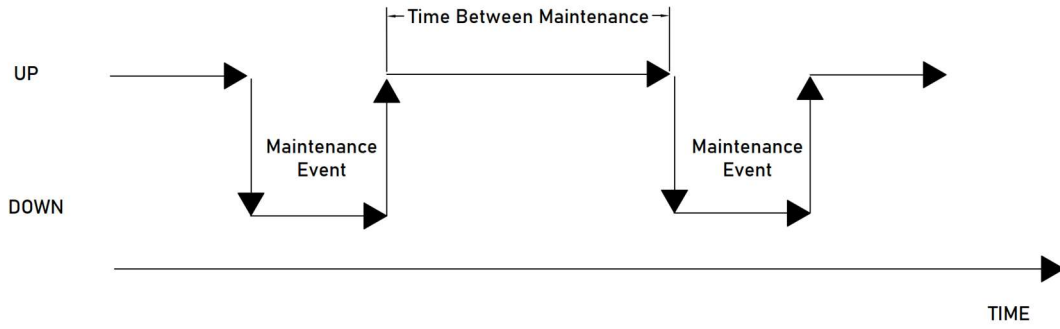 Time Between Maintenance
UP
Maintenance
Event
Maintenance
Event
DOWN
TIME